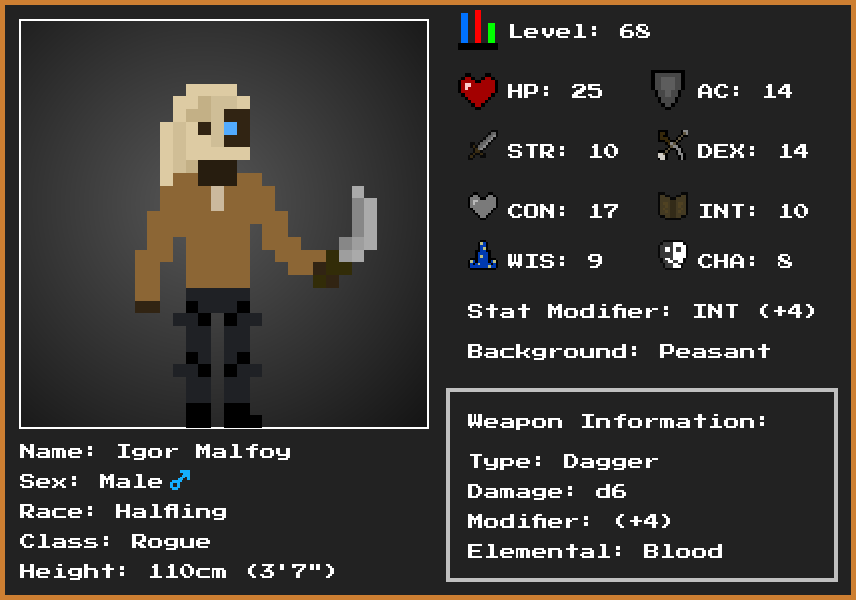 Level: 68
HP: 25
AC: 14
STR: 10
DEX: 14
CON: 17
INT: 10
WIS: 9
CHA: 8
Stat Modifier: INT (+4)
Background: Peasant
Weapon Information:
Type: Dagger
Damage: d6
Modifier: (+4)
Elemental: Blood
Name: Igor Malfoy
Sex: Male ♂
Race: Halfling
Class: Rogue
Height: 110cm (3'7")